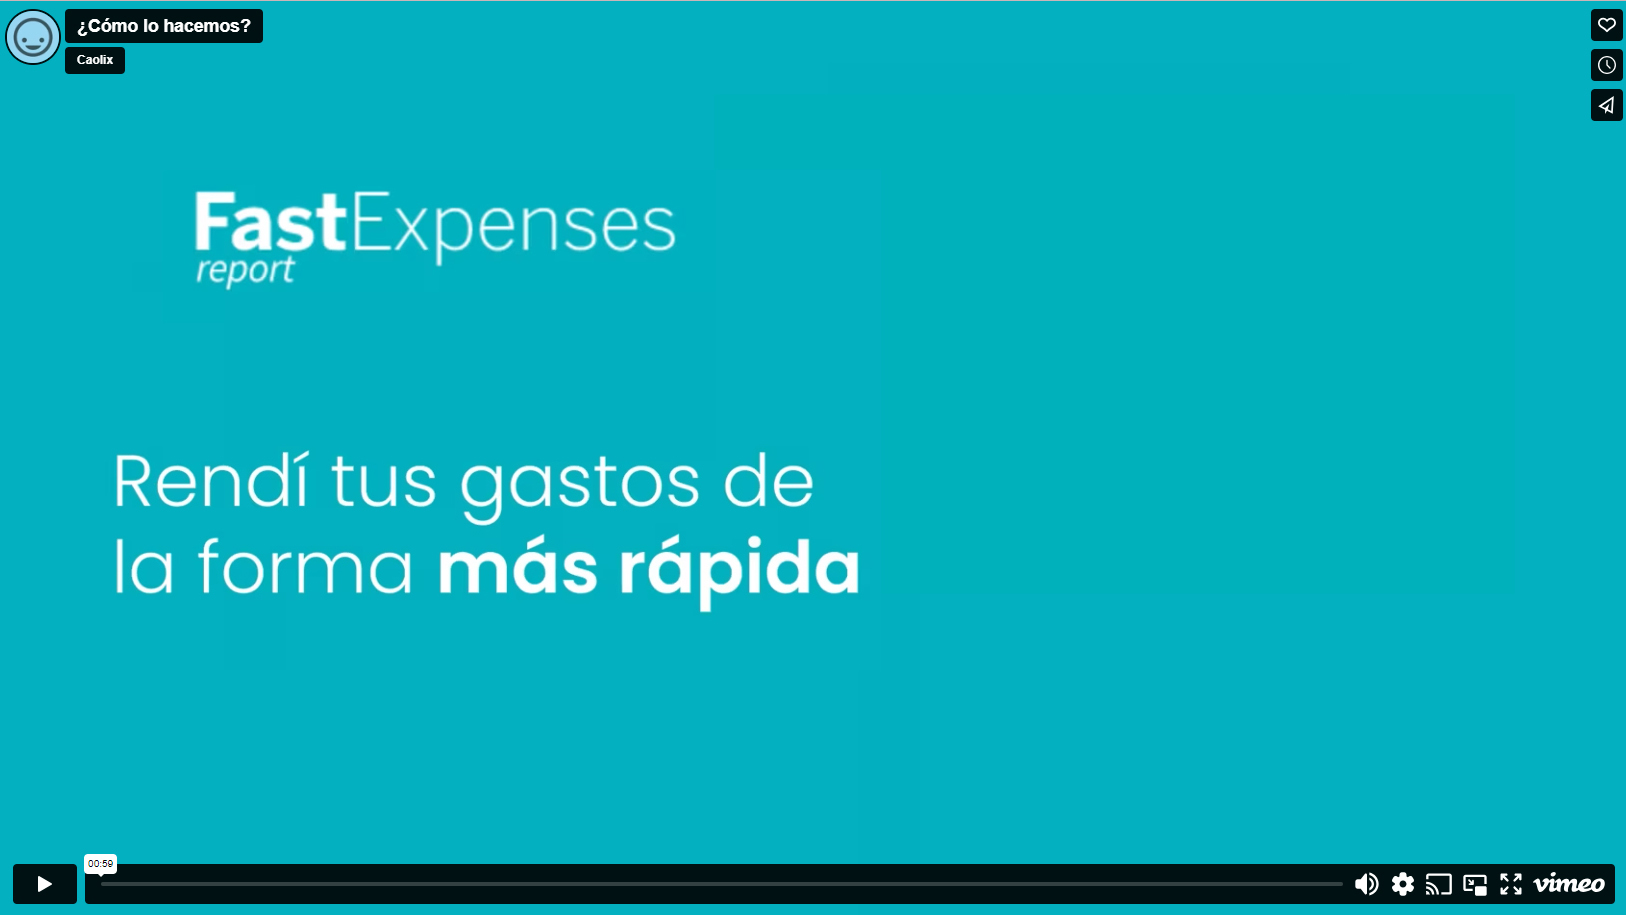 ¿Cómo lo hacemos?
Caolix
FastExpenses
report
Rendí tus gastos de
la forma más rápida
00:59
vimeo